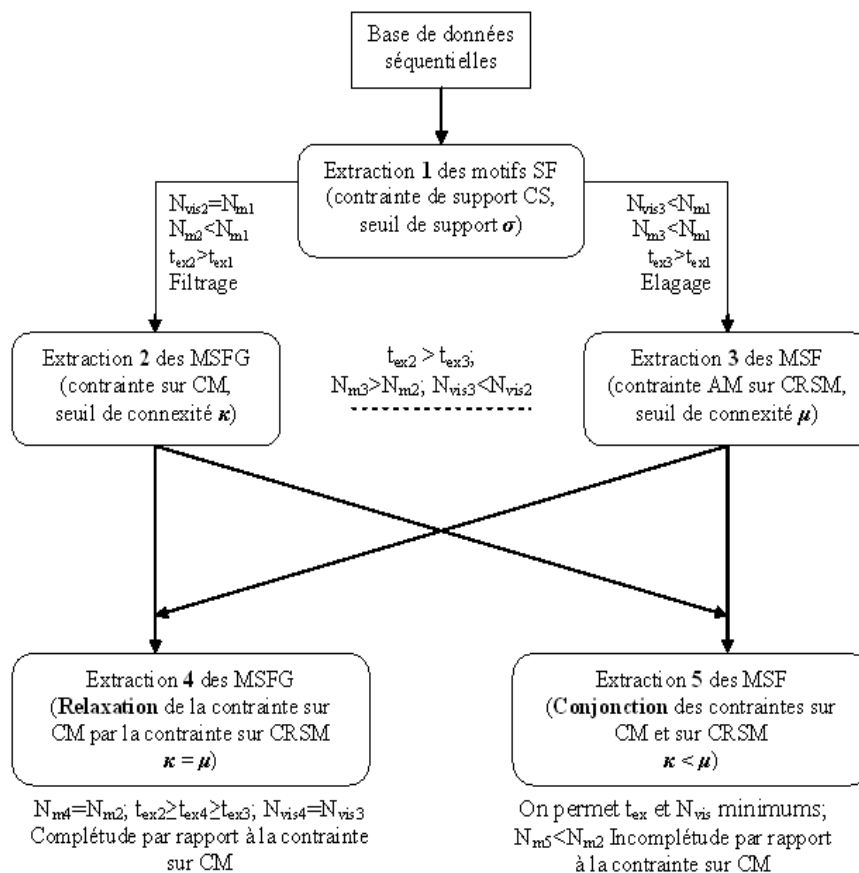 Base de données
séquentielles
Extraction 1 des motifs SF
(contrainte de support CS,
seuil de support σ)
N_vis2=N_m1
N_m2<N_m1
t_ex2>t_ex1
Filtrage
N_vis3<N_m1
N_m3<N_m1
t_ex3>t_ex1
Elagage
Extraction 2 des MSFG
(contrainte sur CM,
seuil de connexité κ)
t_ex2 > t_ex3;
N_m3>N_m2; N_vis3<N_vis2
Extraction 3 des MSF
(contrainte AM sur CRSM,
seuil de connexité μ)
Extraction 4 des MSFG
(Relaxation de la contrainte sur
CM par la contrainte sur CRSM
κ = μ)
Extraction 5 des MSF
(Conjonction des contraintes sur
CM et sur CRSM
κ < μ)
N_m4=N_m2; t_ex2≥t_ex4≥t_ex3; N_vis4=N_vis3
Complétude par rapport à la contrainte
sur CM
On permet t_ex et N_vis minimums;
N_m5<N_m2 Incomplétude par rapport
à la contrainte sur CM